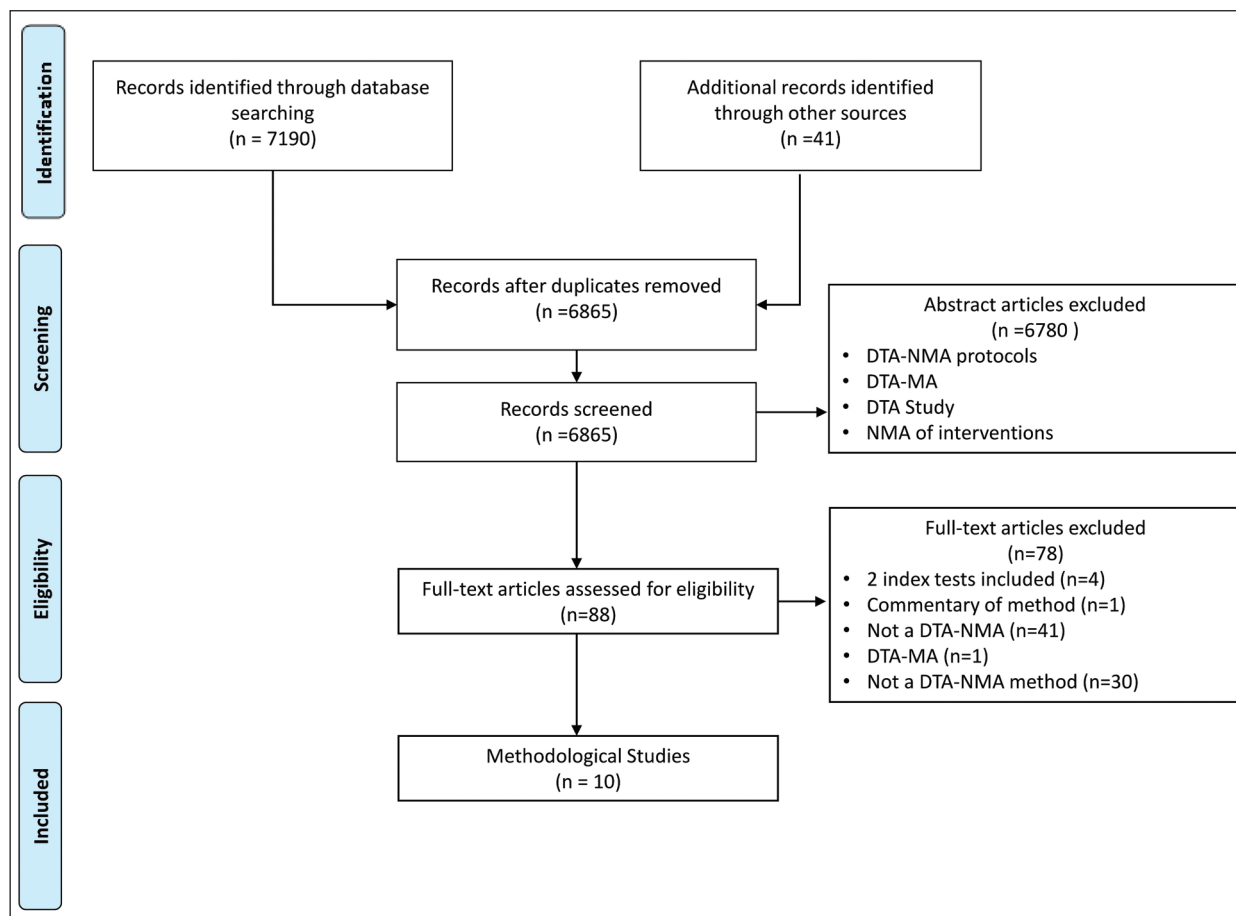 Identification
Records identified through database
searching
(n = 7190)
Additional records identified
through other sources
(n =41)
Screening
Records after duplicates removed
(n =6865)
Records screened
(n =6865)
Abstract articles excluded
(n =6780 )
• DTA-NMA protocols
• DTA-MA
• DTA Study
• NMA of interventions
Eligibility
Full-text articles assessed for eligibility
(n=88)
Full-text articles excluded
(n=78)
• 2 index tests included (n=4)
• Commentary of method (n=1)
• Not a DTA-NMA (n=41)
• DTA-MA (n=1)
• Not a DTA-NMA method (n=30)
Included
Methodological Studies
(n = 10)